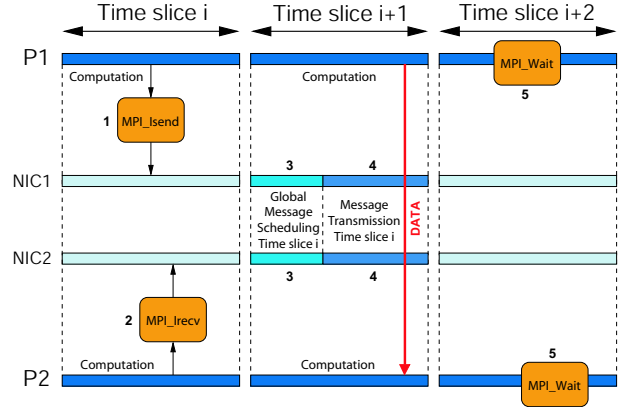 Time slice i
Time slice i+1
Time slice i+2
P1
Computation
Computation
MPI_Wait
5
1
MPI_Isend
NIC1
3
4
Global
Message
Scheduling
Time slice i
Message
Transmission
Time slice i
DATA
NIC2
3
4
2
MPI_Irecv
Computation
Computation
5
P2
MPI_Wait